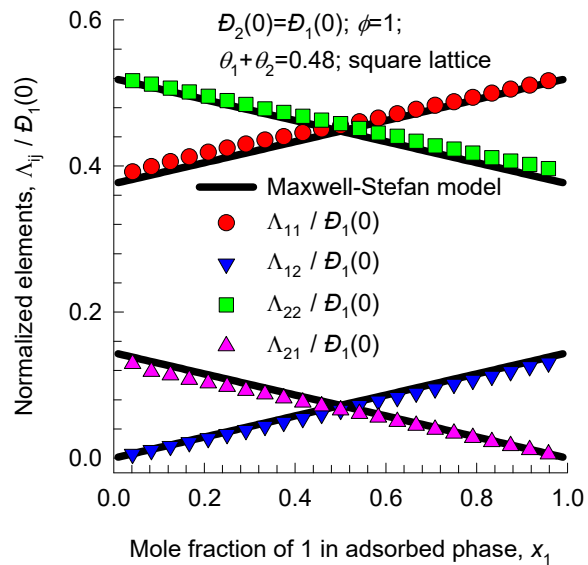 Đ2(0)=Đ1(0); ϕ=1;
θ1+θ2=0.48; square lattice
Normalized elements, Λij / Đ1(0)
0.6
0.4
0.2
0.0
Maxwell-Stefan model
Λ11 / Đ1(0)
Λ12 / Đ1(0)
Λ22 / Đ1(0)
Λ21 / Đ1(0)
0.0 0.2 0.4 0.6 0.8 1.0
Mole fraction of 1 in adsorbed phase, x1